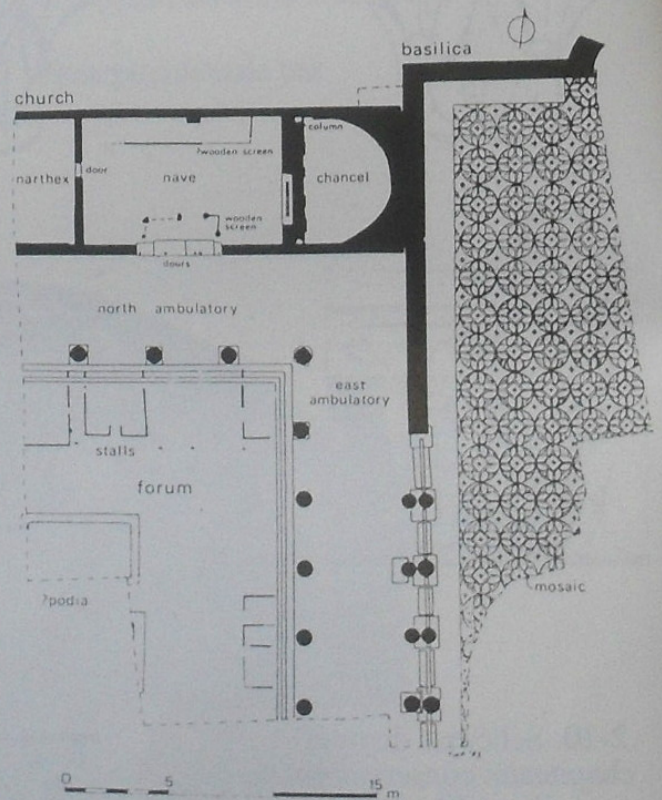 basilica
church
column
?wooden screen
door
narthex
nave
chancel
wooden
screen
doors
north ambulatory
east
ambulatory
stalls
forum
?podia
mosaic
0 5 15 m